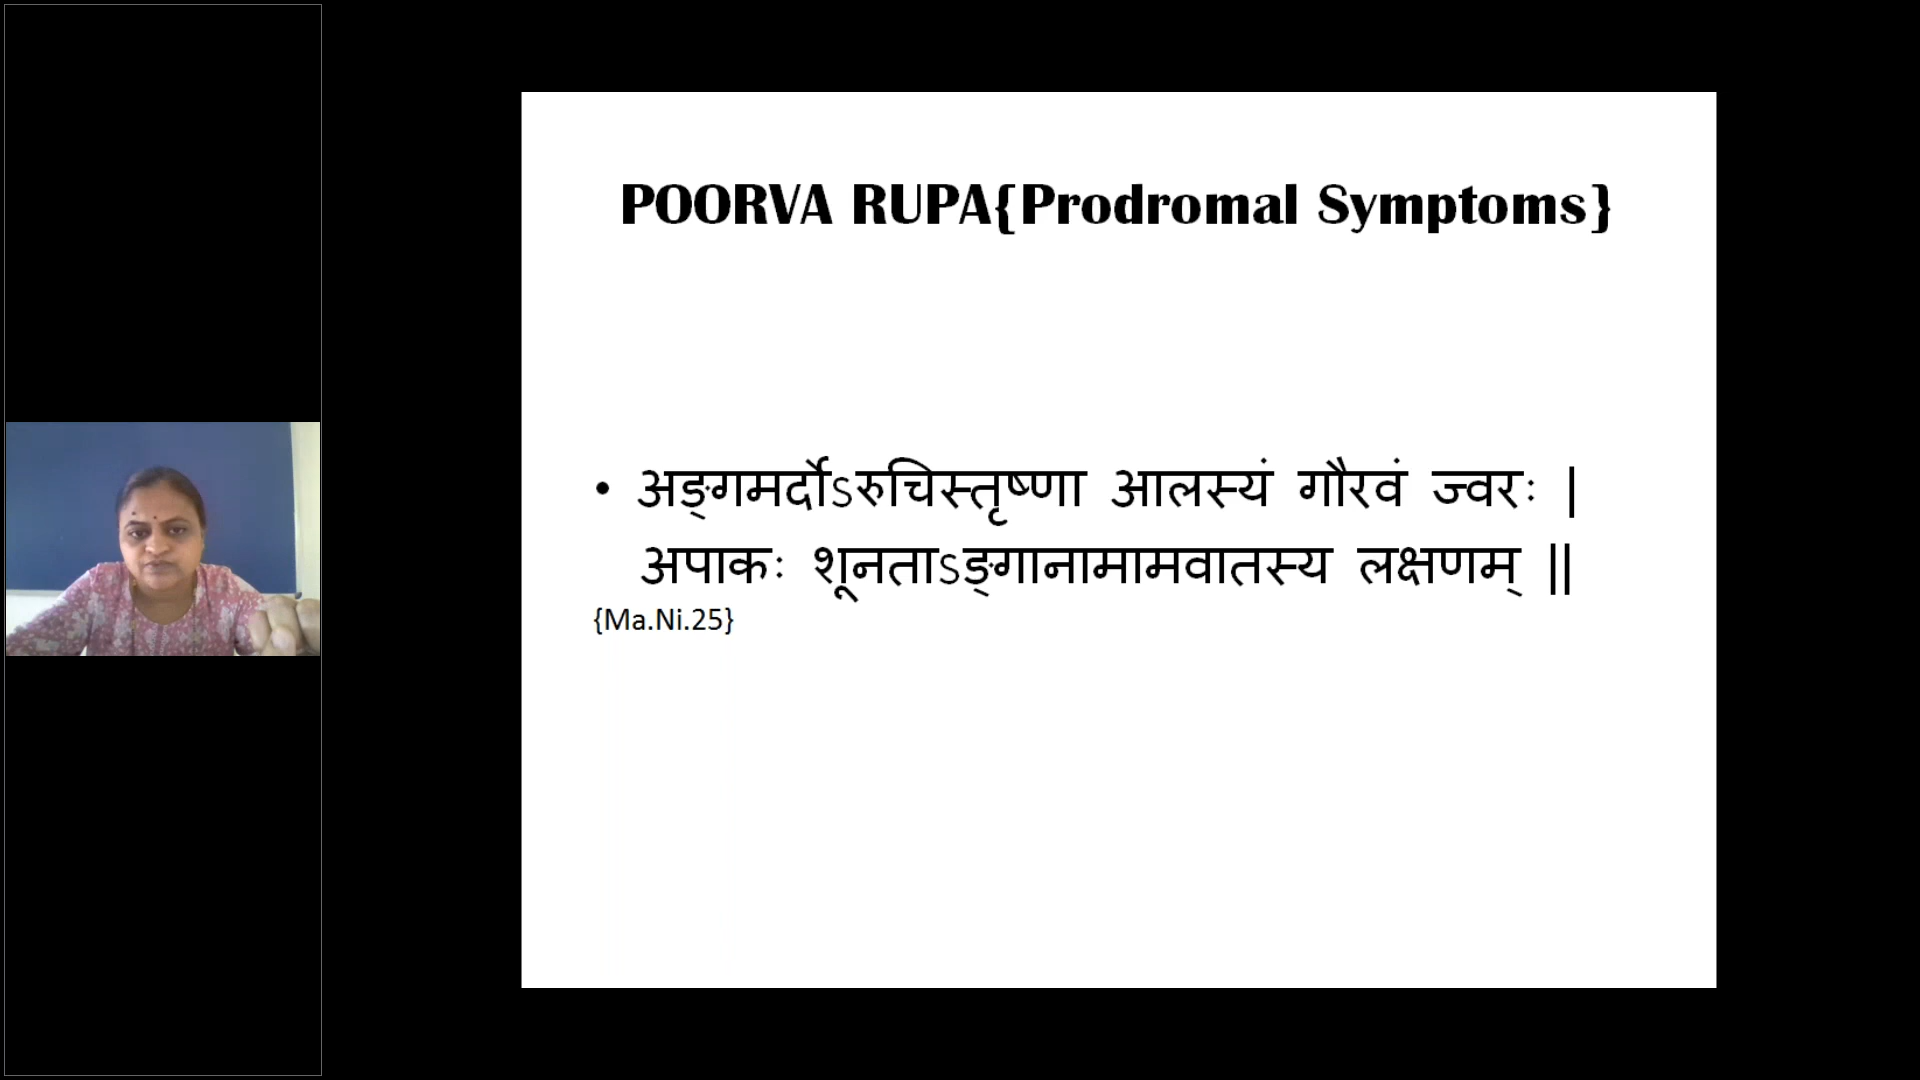 POORVA RUPA{Prodromal Symptoms}
• अङ्गमर्दोऽरुचिस्तृष्णा आलस्यं गौरवं ज्वरः |
अपाकः शूनताऽङ्गानामामवातस्य लक्षणम् ||
{Ma.Ni.25}